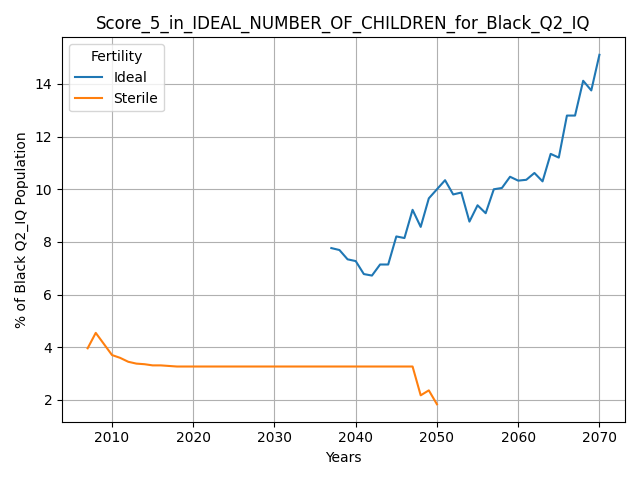 Score_5_in_IDEAL_NUMBER_OF_CHILDREN_for_Black_Q2_IQ
Fertility
Ideal
Sterile
% of Black Q2_IQ Population
14
12
10
8
6
4
2
2010 2020 2030 2040 2050 2060 2070
Years